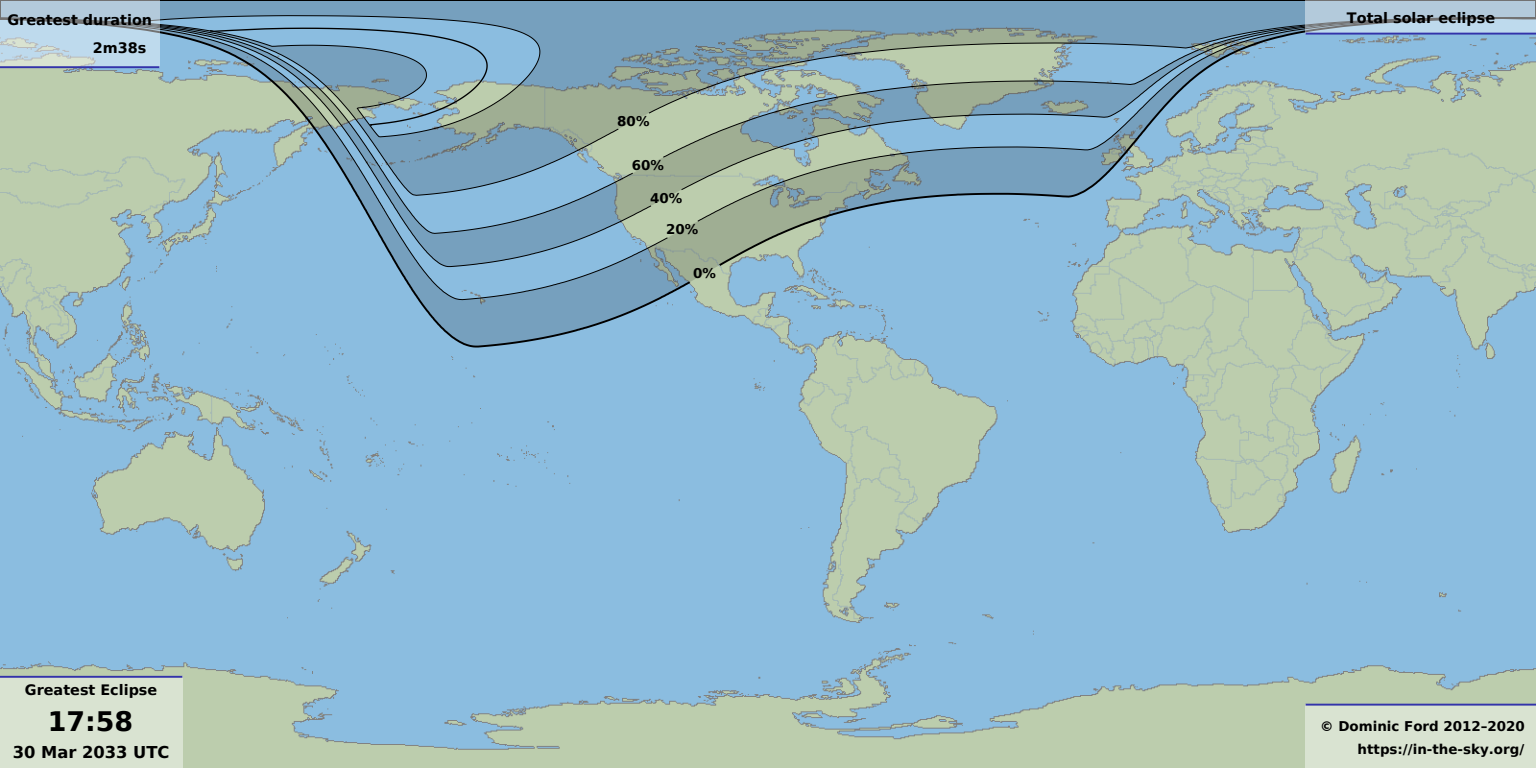 Greatest duration
2m38s
Total solar eclipse
80%
60%
40%
20%
0%
Greatest Eclipse
17:58
30 Mar 2033 UTC
© Dominic Ford 2012–2020
https://in-the-sky.org/